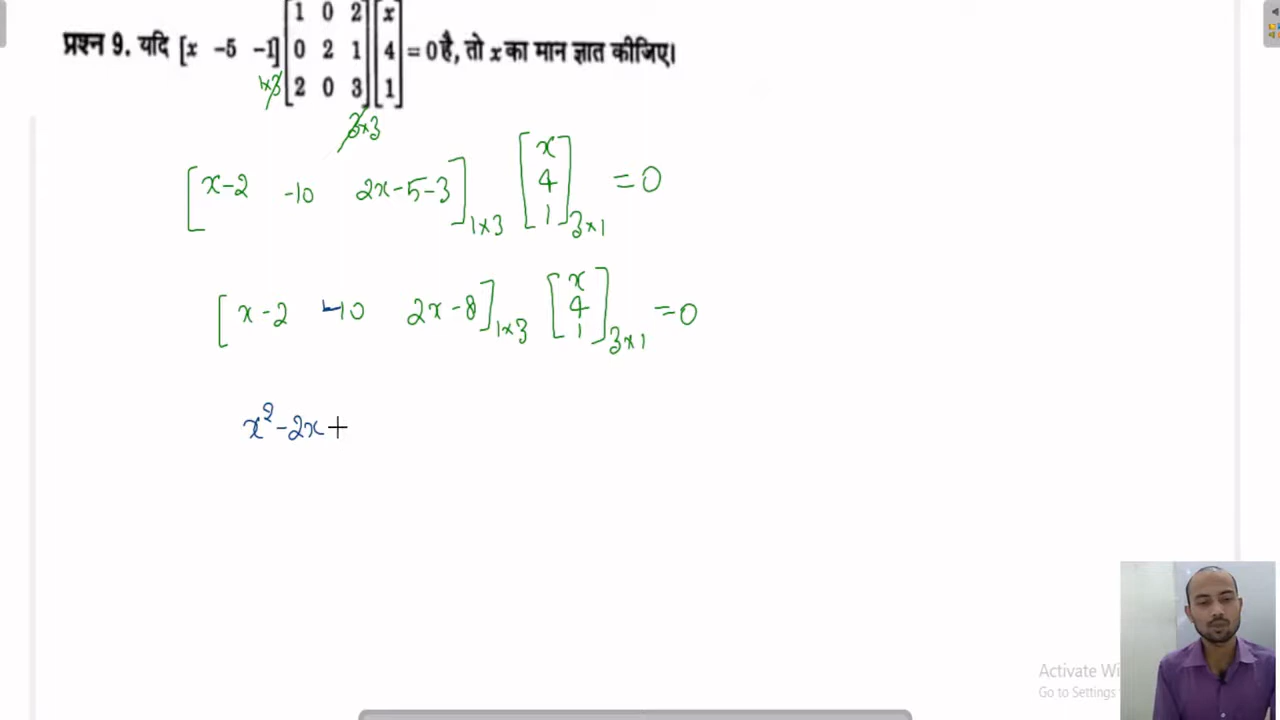 प्रश्न 9. यदि [x -5 -1] [1 0 2 / 0 2 1 / 2 0 3] [x / 4 / 1] = 0 है, तो x का मान ज्ञात कीजिए।
1×3
3×3
[x-2 -10 2x-5-3]1×3 [x / 4 / 1]3×1 =0
[x-2 -10 2x-8]1×3 [x / 4 / 1]3×1 =0
x²-2x+
Activate Wi
Go to Settings